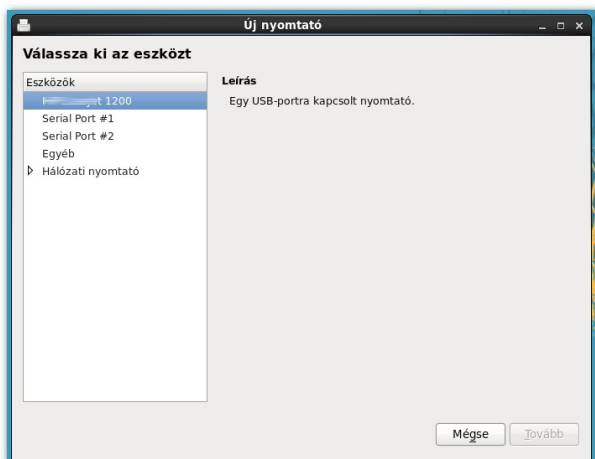 Új nyomtató
Válassza ki az eszközt
Eszközök
1200
Serial Port #1
Serial Port #2
Egyéb
Hálózati nyomtató
Leírás
Egy USB-portra kapcsolt nyomtató.
Mégse
Tovább